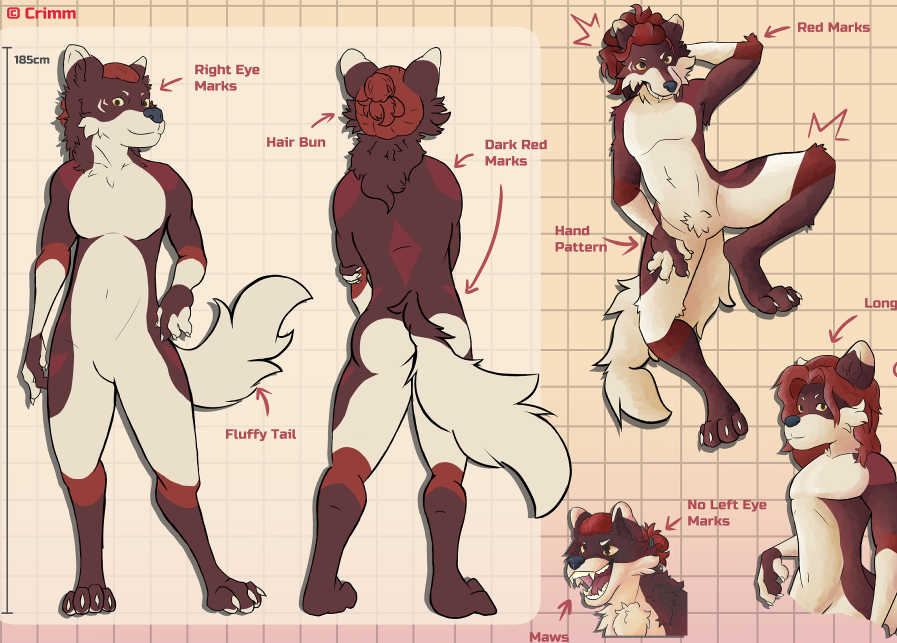 © Crimm
185cm
Right Eye
Marks
Hair Bun
Dark Red
Marks
Fluffy Tail
Red Marks
Hand
Pattern
Long
No Left Eye
Marks
Maws